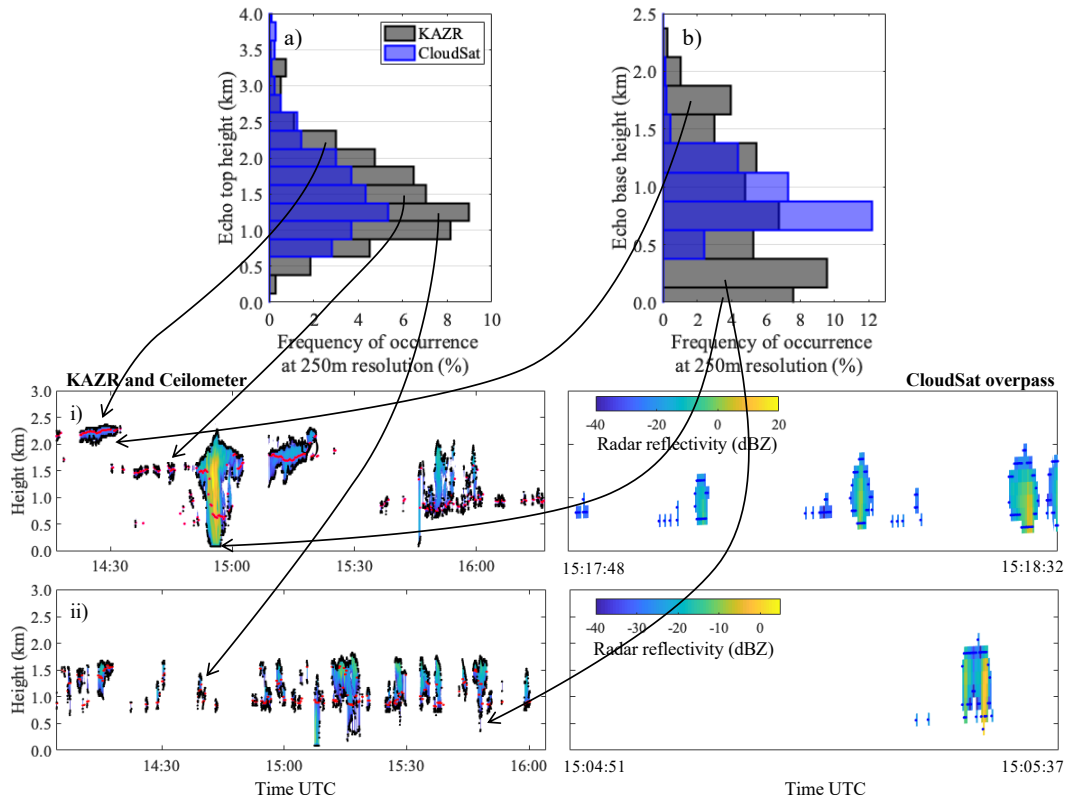 a)
KAZR
CloudSat
Echo top height (km)
4.0
3.5
3.0
2.5
2.0
1.5
1.0
0.5
0.0
0 2 4 6 8 10
Frequency of occurrence
at 250m resolution (%)
b)
Echo base height (km)
2.5
2.0
1.5
1.0
0.5
0.0
0 2 4 6 8 10 12
Frequency of occurrence
at 250m resolution (%)
KAZR and Ceilometer
CloudSat overpass
i)
Height (km)
3.0
2.5
2.0
1.5
1.0
0.5
0.0
14:30 15:00 15:30 16:00
-40 -20 0 20
Radar reflectivity (dBZ)
15:17:48 15:18:32
ii)
Height (km)
3.0
2.5
2.0
1.5
1.0
0.5
0.0
14:30 15:00 15:30 16:00
Time UTC
-40 -30 -20 -10 0
Radar reflectivity (dBZ)
15:04:51 15:05:37
Time UTC